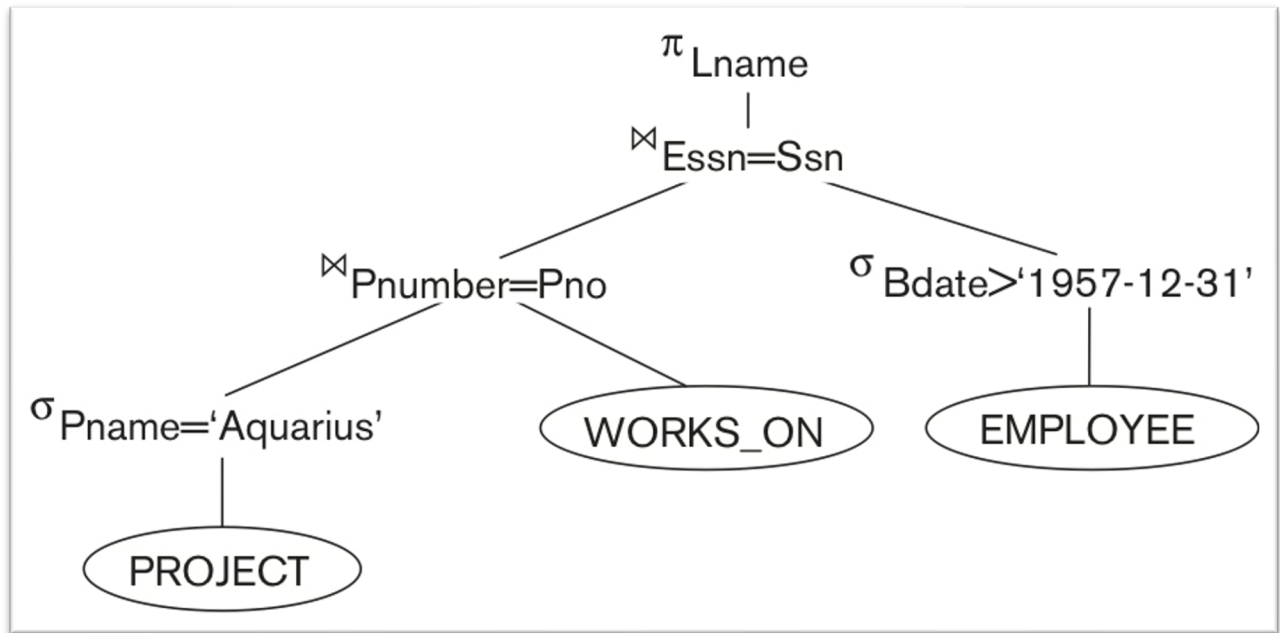 π Lname
⋈ Essn=Ssn
⋈ Pnumber=Pno
σ Bdate>‘1957-12-31’
σ Pname=‘Aquarius’
WORKS_ON
EMPLOYEE
PROJECT